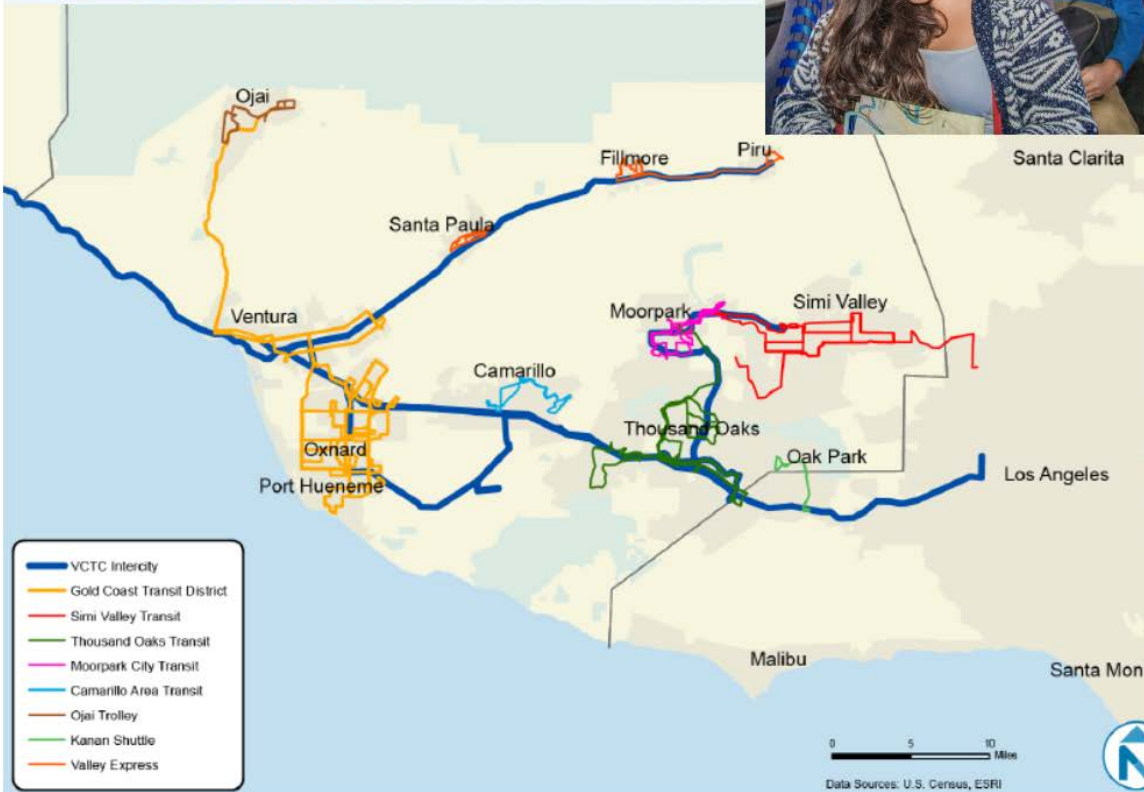 Ojai
Piru
Fillmore
Santa Clarita
Santa Paula
Simi Valley
Ventura
Moorpark
Camarillo
Thousand Oaks
Oxnard
Oak Park
Port Hueneme
Los Angeles
VCTC Intercity
Gold Coast Transit District
Simi Valley Transit
Thousand Oaks Transit
Moorpark City Transit
Camarillo Area Transit
Ojai Trolley
Kanan Shuttle
Valley Express
Malibu
Santa Mon
0 5 10
Miles
Data Sources: U.S. Census, ESRI
N